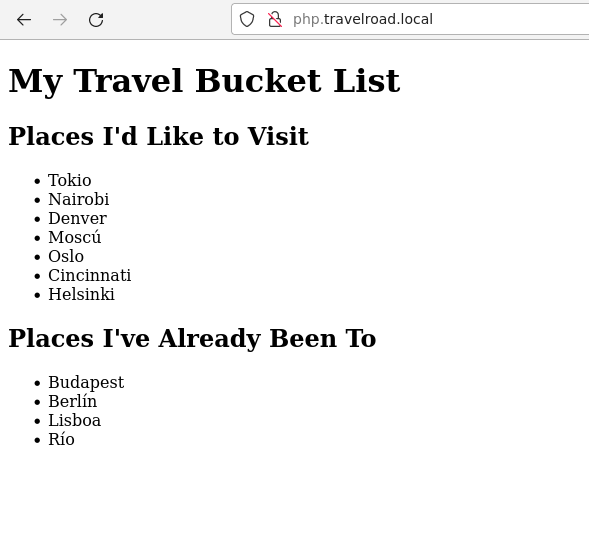 php.travelroad.local
My Travel Bucket List
Places I'd Like to Visit
Tokio
Nairobi
Denver
Moscú
Oslo
Cincinnati
Helsinki
Places I've Already Been To
Budapest
Berlín
Lisboa
Río